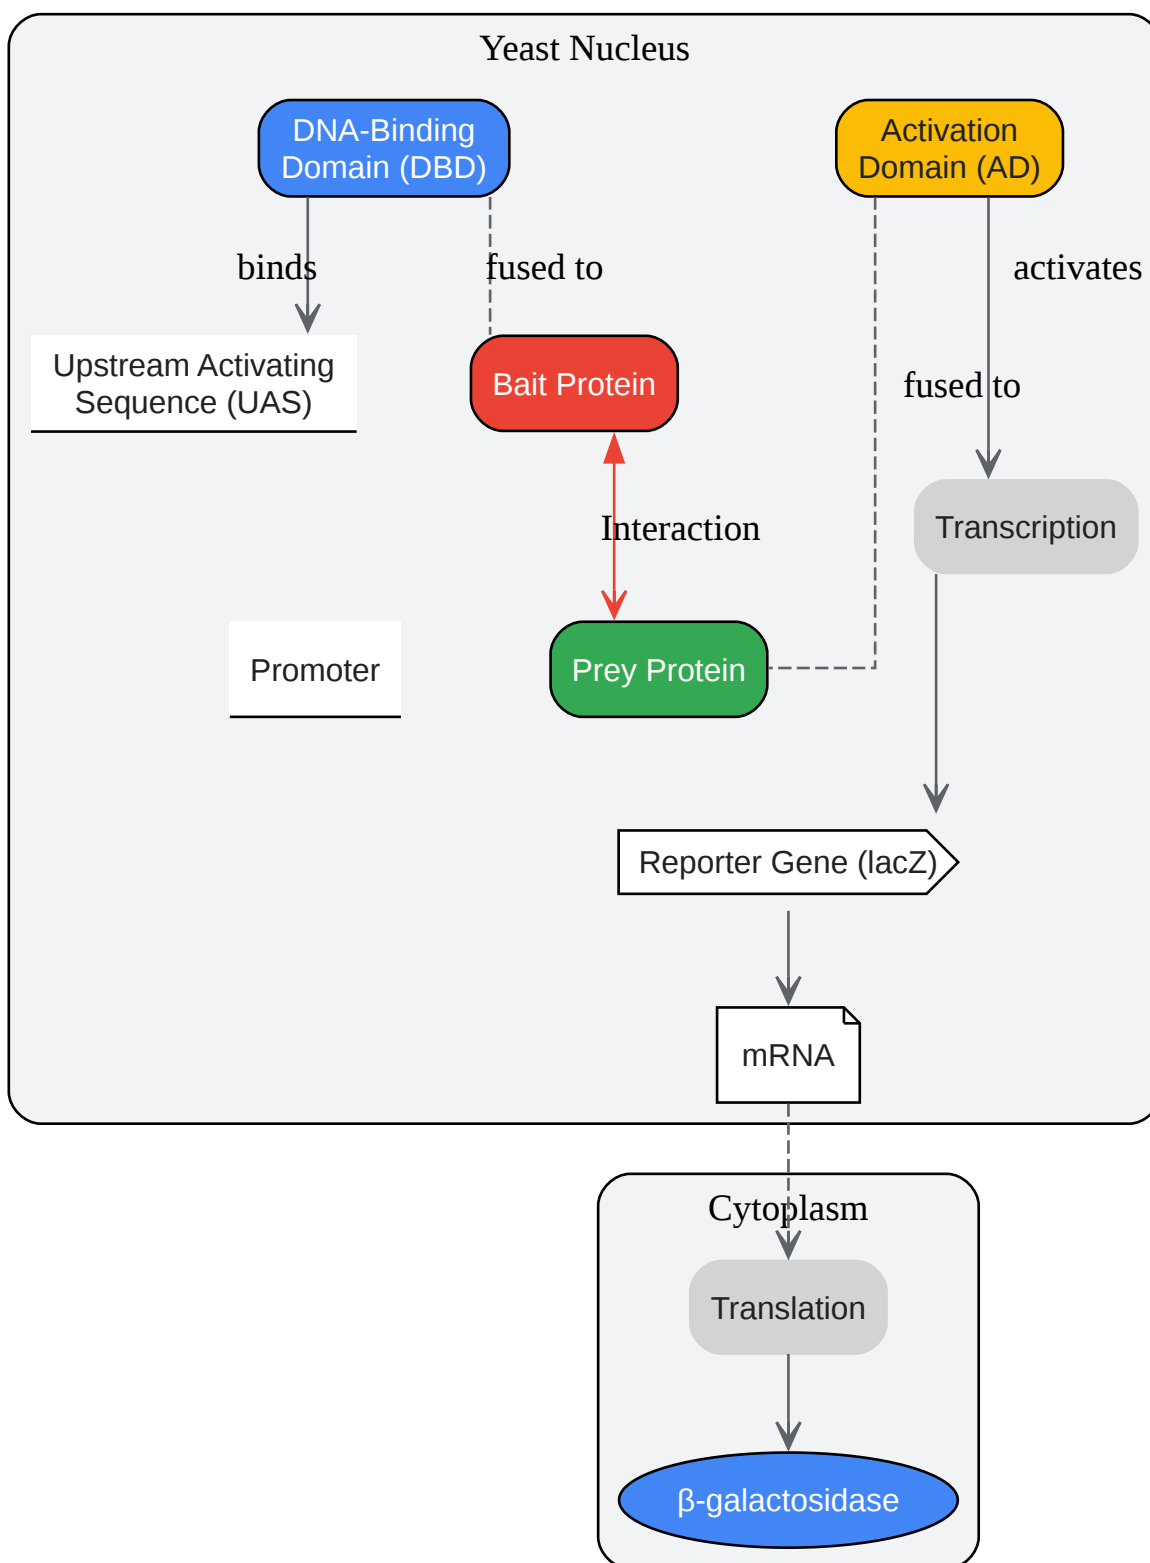 Yeast Nucleus
DNA-Binding
Domain (DBD)
Activation
Domain (AD)
binds
fused to
activates
Upstream Activating
Sequence (UAS)
Bait Protein
fused to
Interaction
Transcription
Promoter
Prey Protein
Reporter Gene (lacZ)
mRNA
Cytoplasm
Translation
β-galactosidase